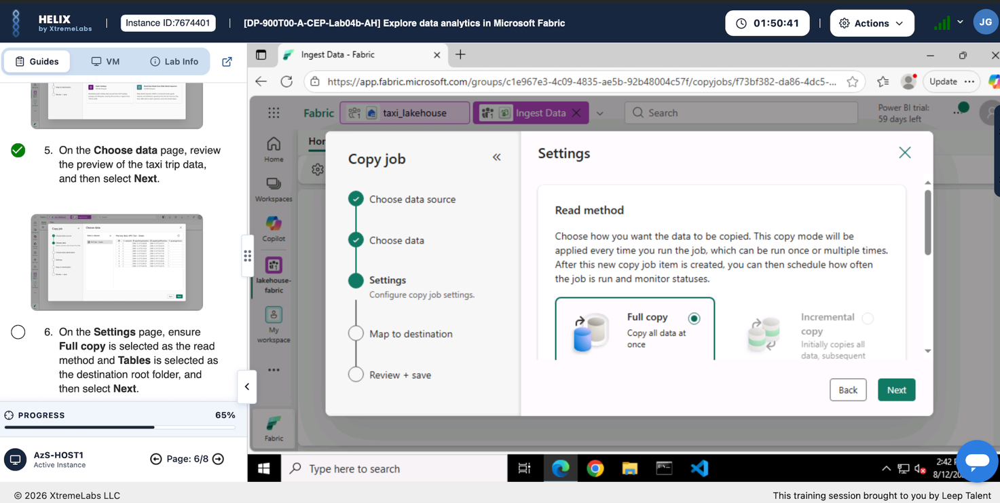 HELIX
by XtremeLabs
Instance ID:7674401
[DP-900T00-A-CEP-Lab04b-AH] Explore data analytics in Microsoft Fabric
01:50:41
Actions
JG
Guides
VM
Lab Info
5. On the Choose data page, review
the preview of the taxi trip data,
and then select Next.
Copy job
6. On the Settings page, ensure
Full copy is selected as the read
method and Tables is selected as
the destination root folder, and
then select Next.
PROGRESS
65%
AzS-HOST1
Active Instance
Page: 6/8
Ingest Data - Fabric
https://app.fabric.microsoft.com/groups/c1e967e3-4c09-4835-ae5b-92b48004c57f/copyjobs/f73bf382-da86-4dc5-...
Update
Fabric
taxi_lakehouse
Ingest Data
Search
Power BI trial:
59 days left
Home
Workspaces
Copilot
lakehouse-
fabric
My
workspace
Fabric
Hor
Copy job
Choose data source
Choose data
Settings
Configure copy job settings.
Map to destination
Review + save
Settings
Read method
Choose how you want the data to be copied. This copy mode will be
applied every time you run the job, which can be run once or multiple times.
After this new copy job item is created, you can then schedule how often
the job is run and monitor statuses.
Full copy
Copy all data at
once
Incremental
copy
Initially copies all
data, subsequent
Back
Next
Type here to search
2:42 P
8/12/20
© 2026 XtremeLabs LLC
This training session brought to you by Leep Talent